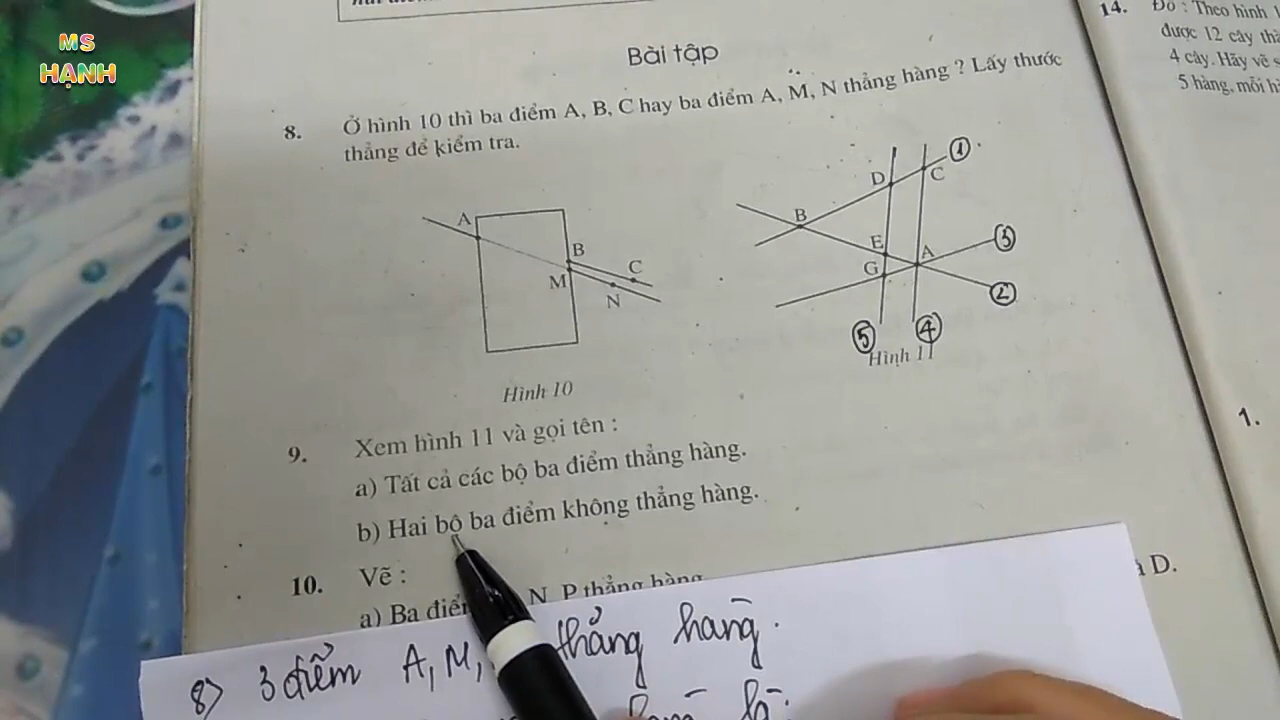 MS
HẠNH
Bài tập
8. Ở hình 10 thì ba điểm A, B, C hay ba điểm A, M, N thẳng hàng ? Lấy thước
thẳng để kiểm tra.
A
B
C
M
N
Hình 10
D
C
①
B
E
A
③
G
②
⑤
④
Hình 11
9. Xem hình 11 và gọi tên :
a) Tất cả các bộ ba điểm thẳng hàng.
b) Hai bộ ba điểm không thẳng hàng.
10. Vẽ :
a) Ba N, P thẳng hàng
D.
8) 3 điểm A, M, thẳng hàng.
14. Đố : Theo hình
được 12 cây
4 cây. Hãy vẽ
5 hàng, mỗi
1.